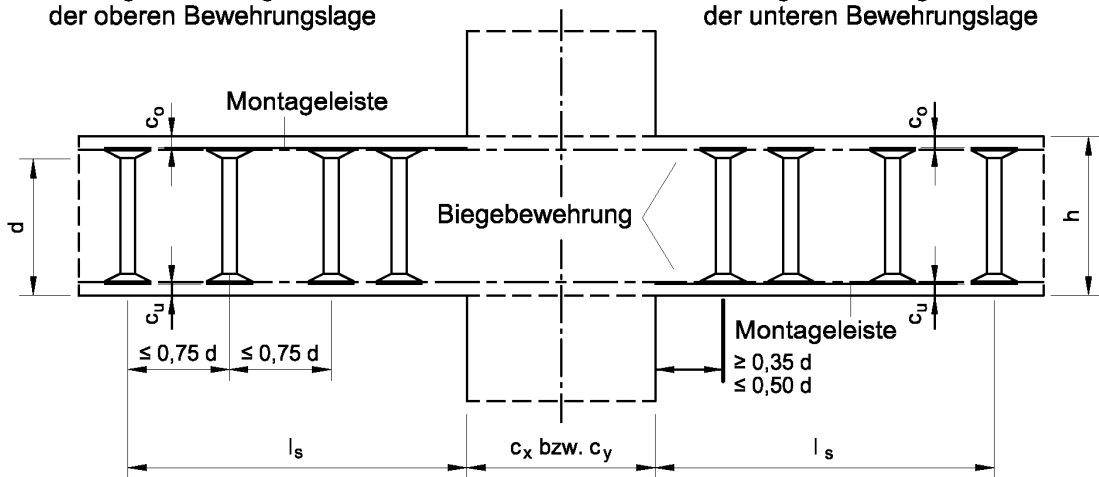 der oberen Bewehrungslage
der unteren Bewehrungslage
Montageleiste
c_o
c_o
d
Biegebewehrung
h
c_u
c_u
≤ 0,75 d
≤ 0,75 d
Montageleiste
≥ 0,35 d
≤ 0,50 d
l_s
c_x bzw. c_y
l_s